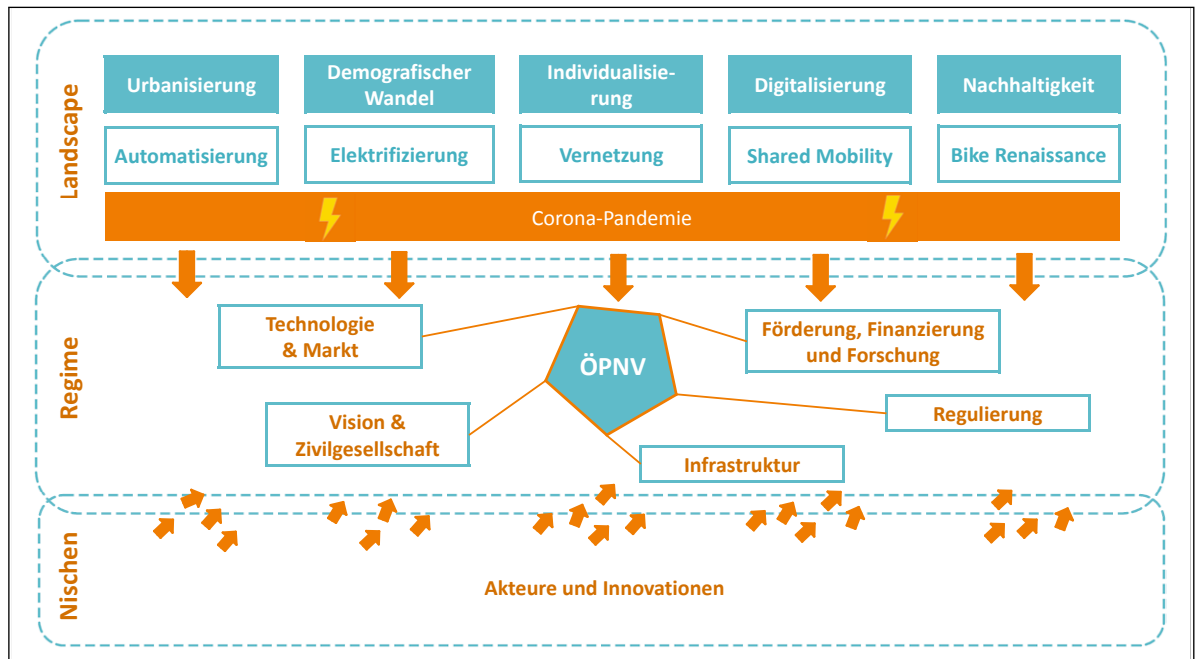 Landscape
Urbanisierung
Demografischer
Wandel
Individualisie-
rung
Digitalisierung
Nachhaltigkeit
Automatisierung
Elektrifizierung
Vernetzung
Shared Mobility
Bike Renaissance
Corona-Pandemie
Regime
Technologie
& Markt
ÖPNV
Förderung, Finanzierung
und Forschung
Vision &
Zivilgesellschaft
Regulierung
Infrastruktur
Nischen
Akteure und Innovationen